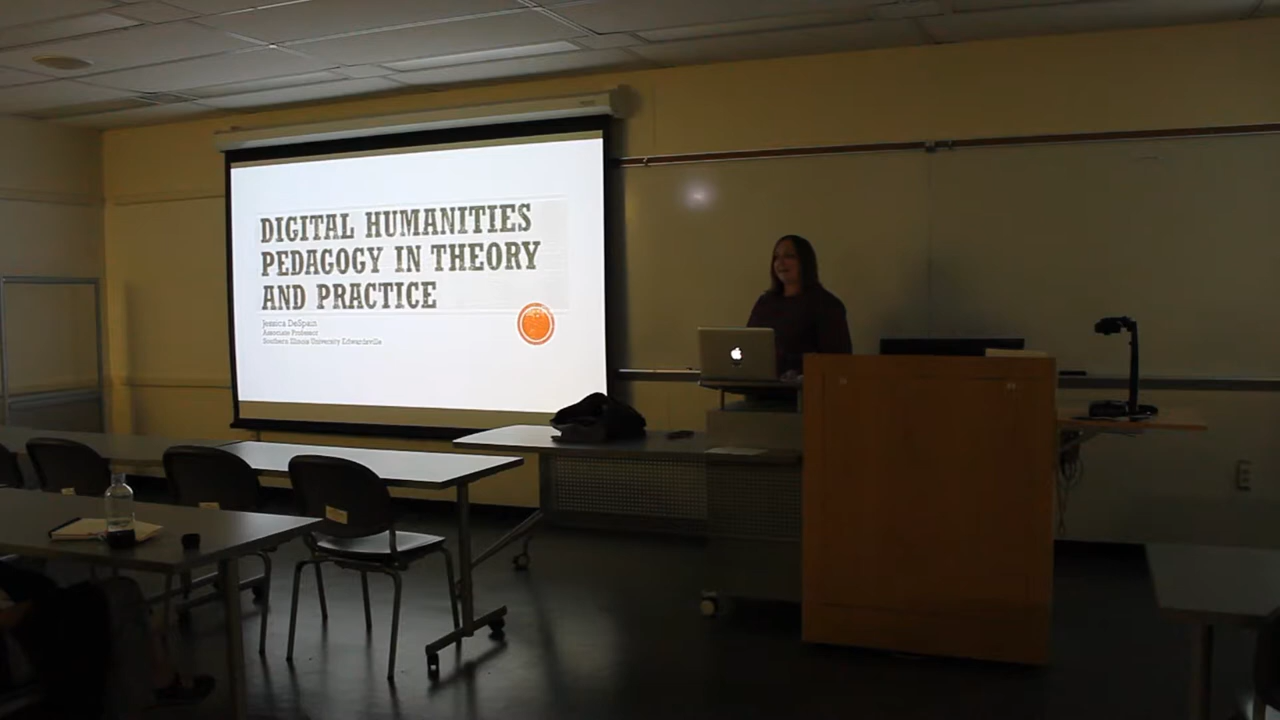 DIGITAL HUMANITIES
PEDAGOGY IN THEORY
AND PRACTICE
Jessica DeSpain
Associate Professor
Southern Illinois University Edwardsville